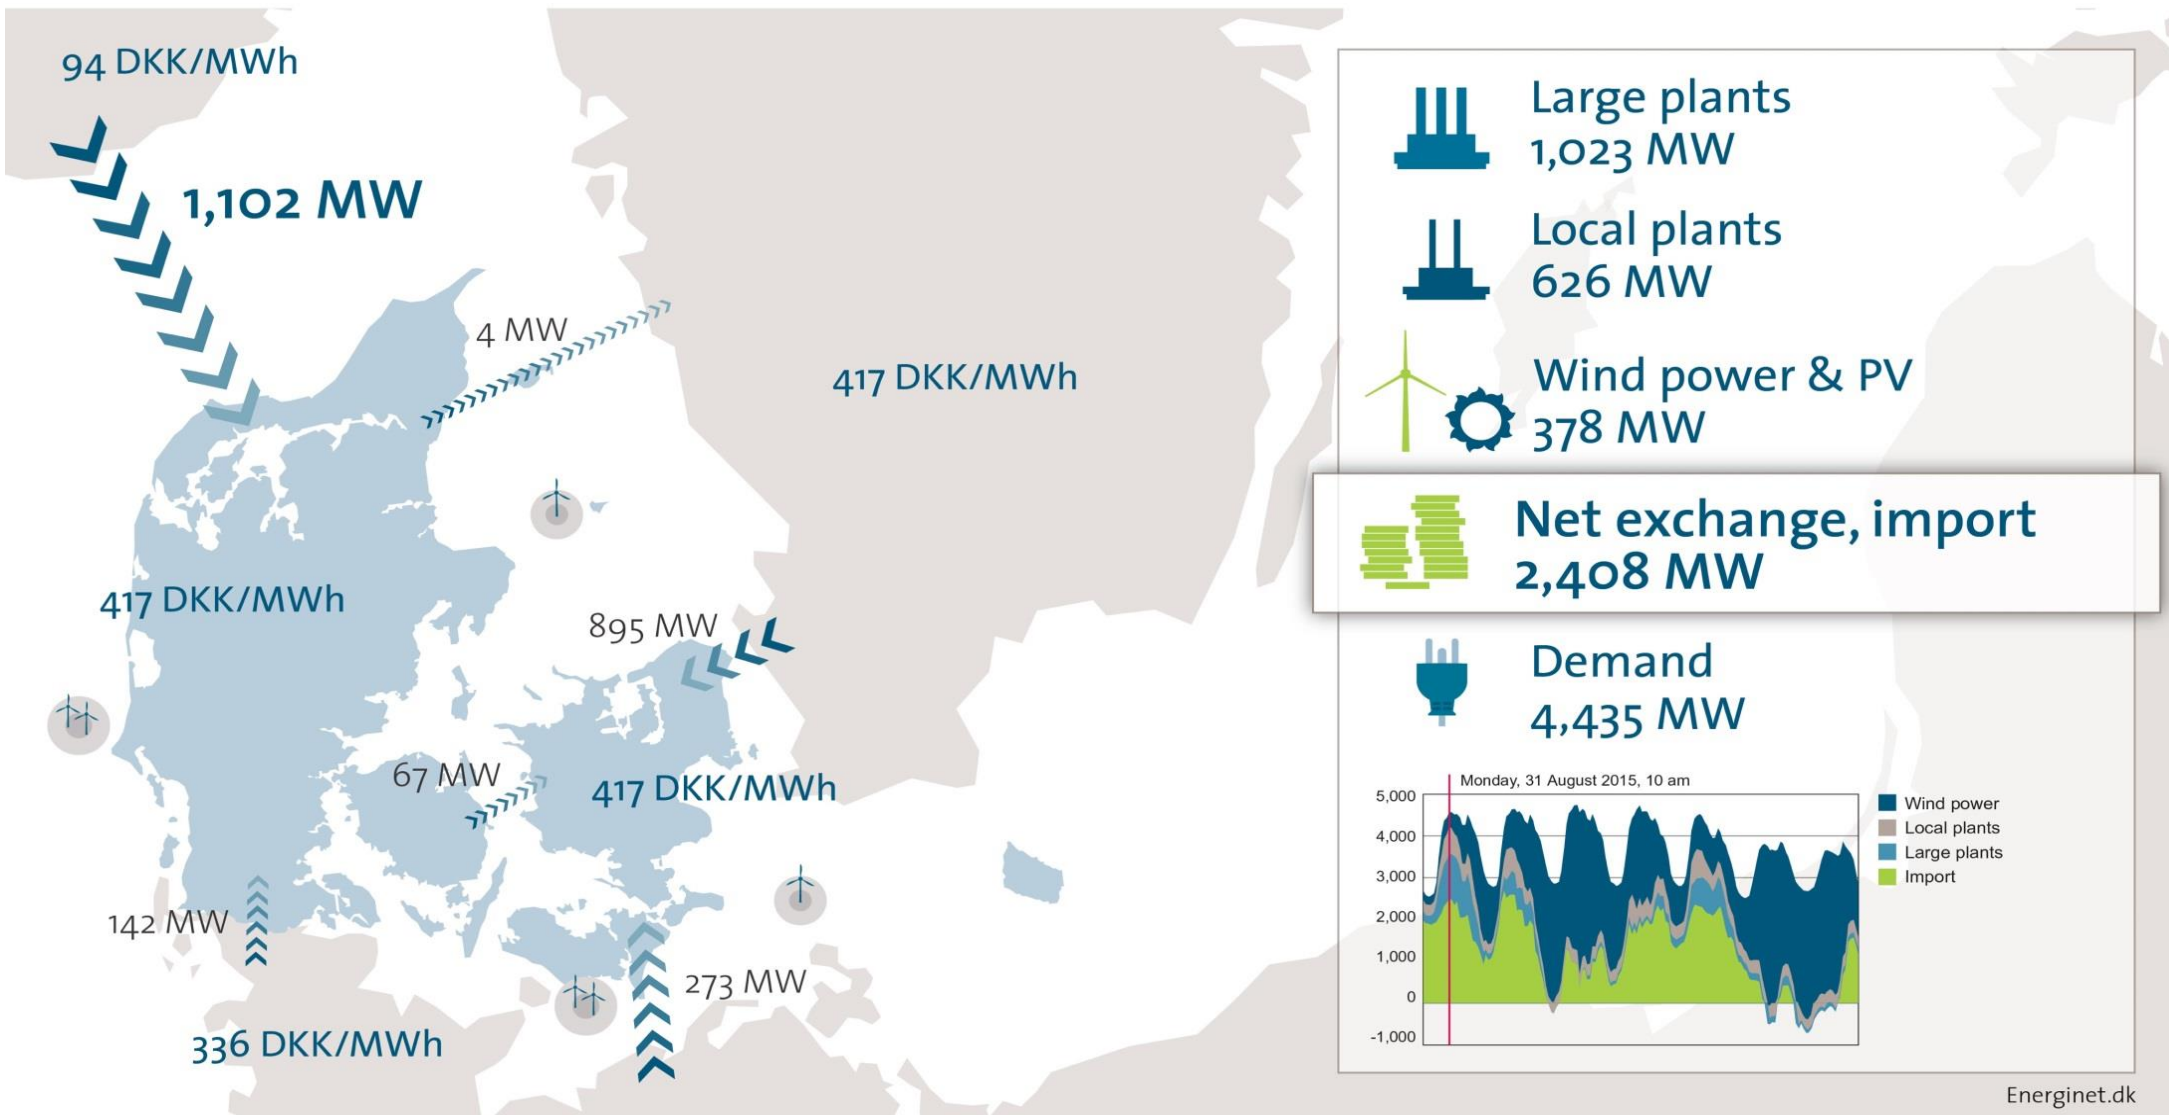 94 DKK/MWh
1,102 MW
4 MW
417 DKK/MWh
417 DKK/MWh
895 MW
67 MW
417 DKK/MWh
142 MW
273 MW
336 DKK/MWh
Large plants
1,023 MW
Local plants
626 MW
Wind power & PV
378 MW
Net exchange, import
2,408 MW
Demand
4,435 MW
Monday, 31 August 2015, 10 am
5,000
4,000
3,000
2,000
1,000
0
-1,000
Wind power
Local plants
Large plants
Import
Energinet.dk